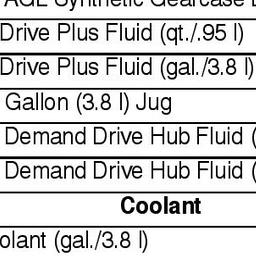 AGE Synthetic Gearcase
Drive Plus Fluid (qt./.95 l)
Drive Plus Fluid (gal./3.8 l)
Gallon (3.8 l) Jug
Demand Drive Hub Fluid (
Demand Drive Hub Fluid (
Coolant
olant (gal./3.8 l)